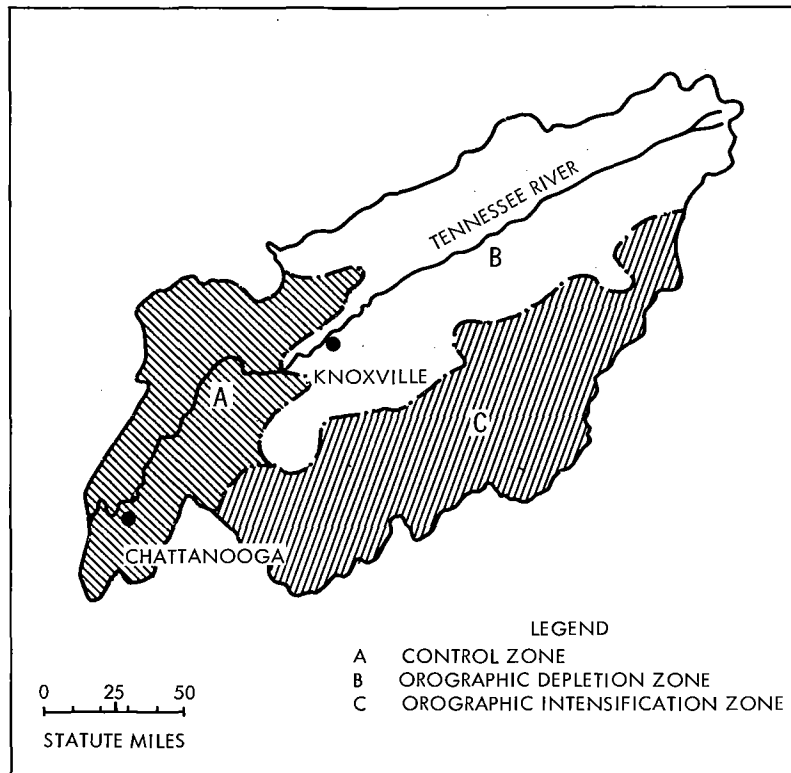 TENNESSEE RIVER
B
KNOXVILLE
A
C
CHATTANOOGA
LEGEND
A CONTROL ZONE
B OROGRAPHIC DEPLETION ZONE
C OROGRAPHIC INTENSIFICATION ZONE
0 25 50
STATUTE MILES